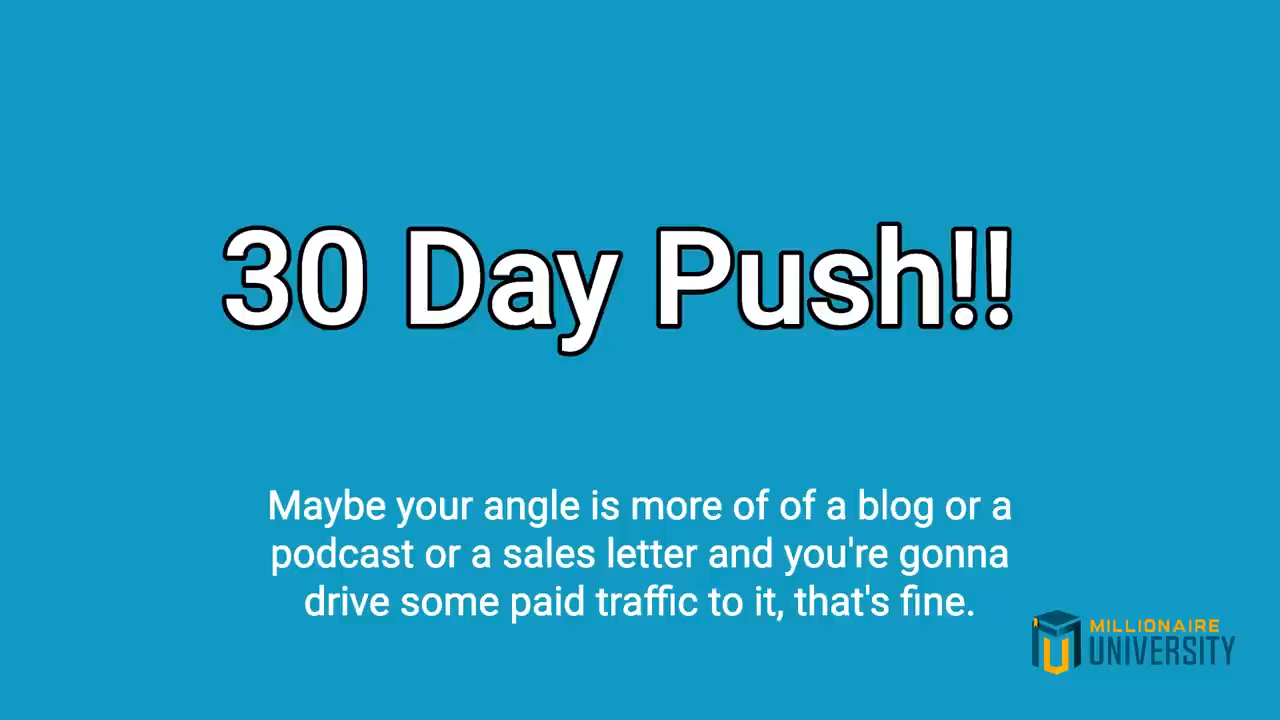 30 Day Push!!
Maybe your angle is more of of a blog or a
podcast or a sales letter and you're gonna
drive some paid traffic to it, that's fine.
MILLIONAIRE
UNIVERSITY